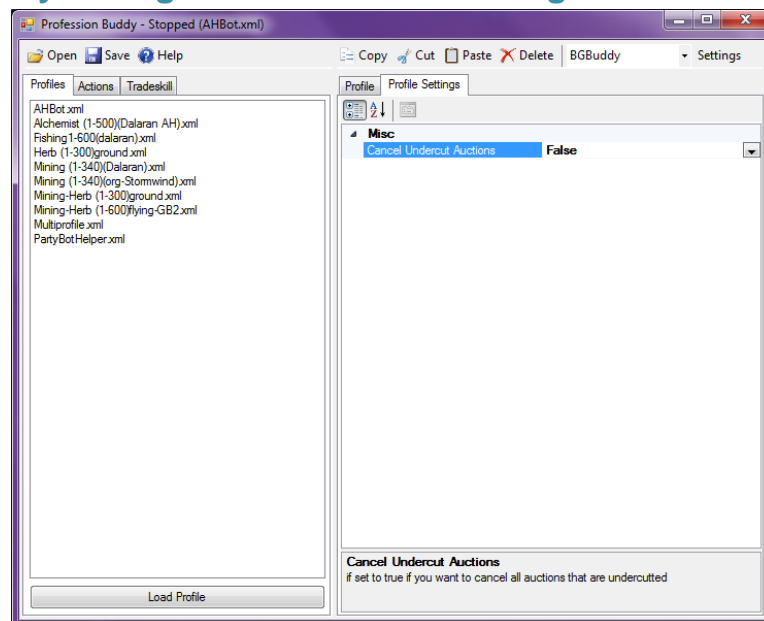 Profession Buddy - Stopped (AHBot.xml)
Open Save Help
Copy Cut Paste Delete BGBuddy Settings
Profiles Actions Tradeskill
Profile Profile Settings
AHBot.xml
Alchemist (1-500)(Dalaran AH).xml
Fishing1-600(dalaran).xml
Herb (1-300)ground.xml
Mining (1-340)(Dalaran).xml
Mining (1-340)(org-Stomwind).xml
Mining-Herb (1-300)ground.xml
Mining-Herb (1-600)flying-GB2.xml
Multiprofile.xml
PartyBotHelper.xml
Misc
Cancel Undercut Auctions False
Cancel Undercut Auctions
if set to true if you want to cancel all auctions that are undercutted
Load Profile